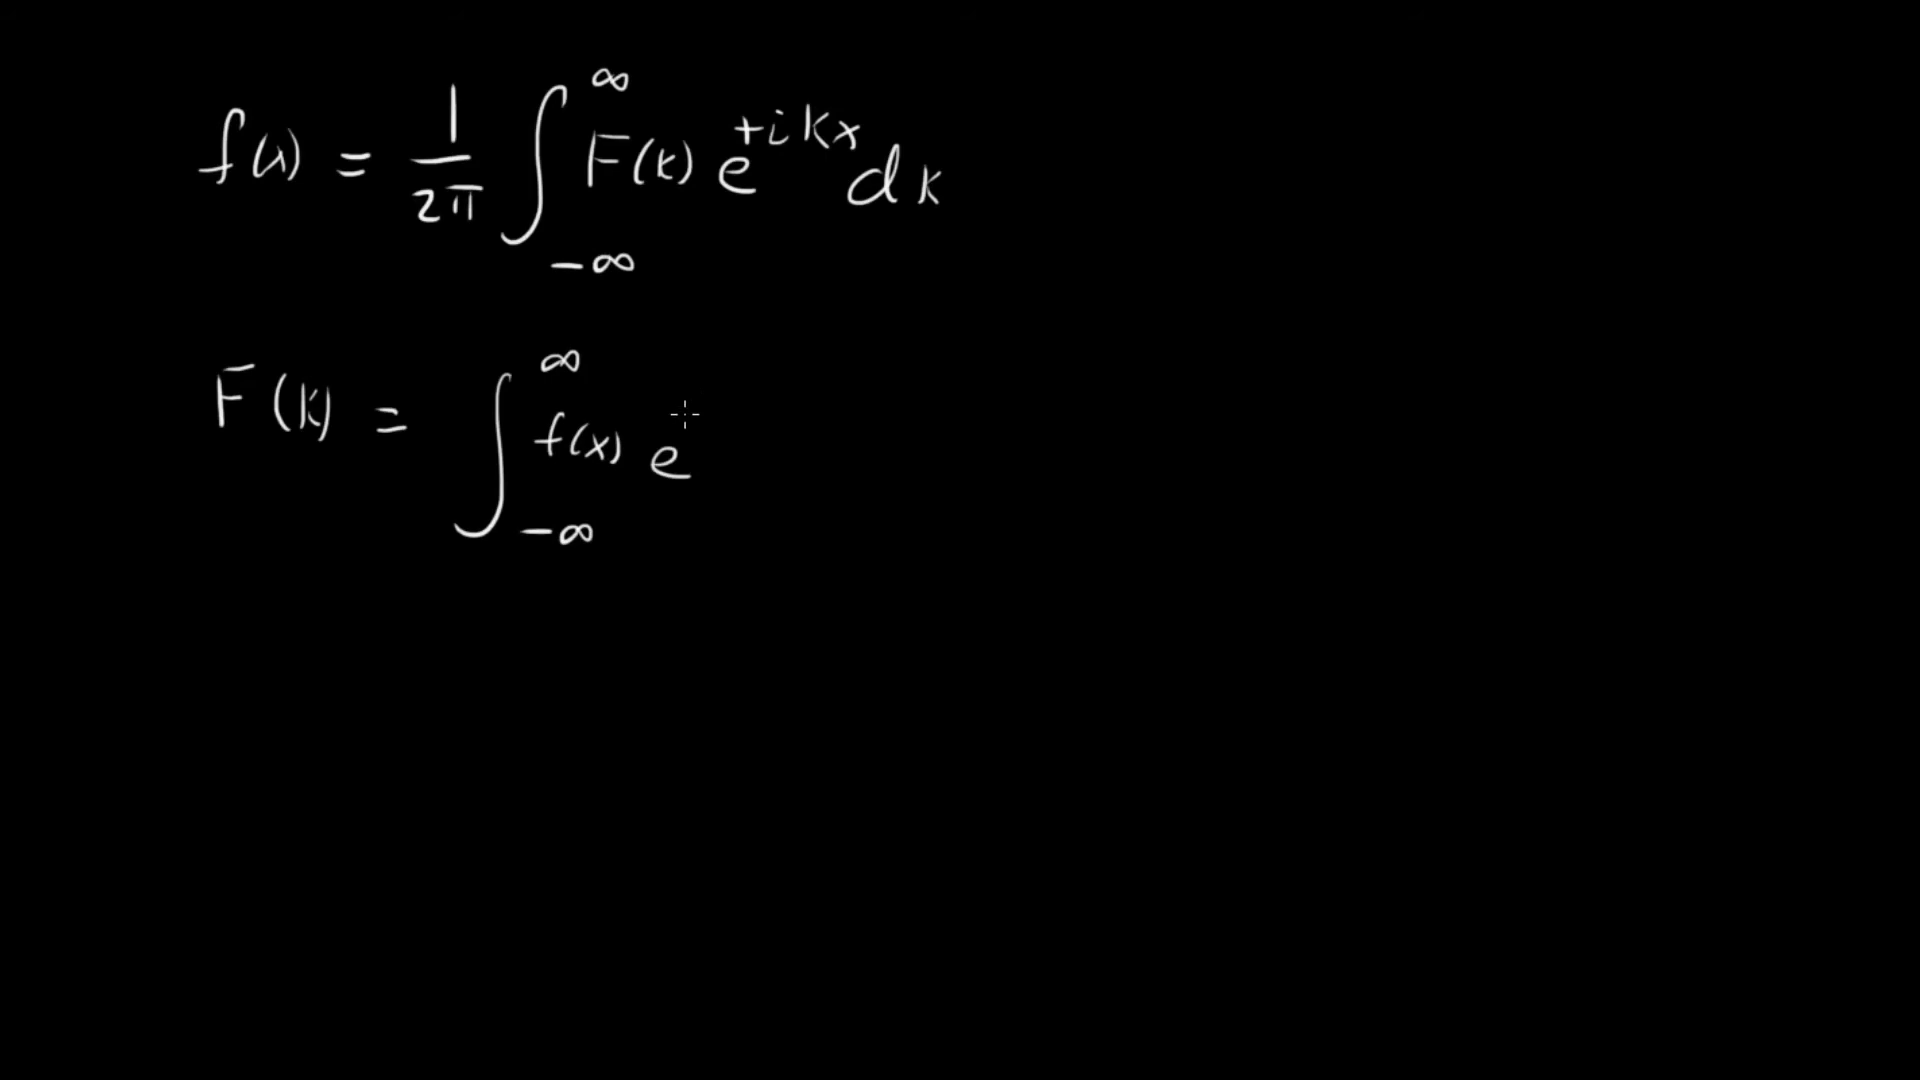 f(x) = 1/2π ∫_{-∞}^{∞} F(k) e^{+ikx} dk
F(k) = ∫_{-∞}^{∞} f(x) e